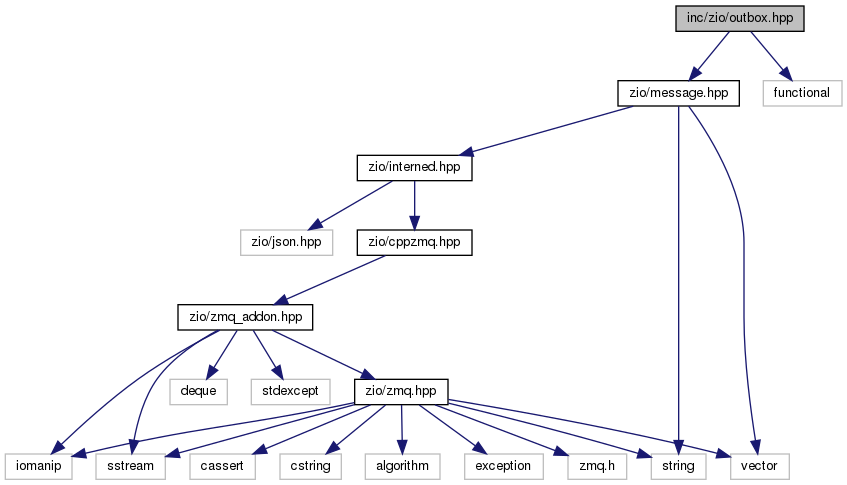 inc/zio/outbox.hpp
zio/message.hpp
functional
zio/interned.hpp
zio/json.hpp
zio/cppzmq.hpp
zio/zmq_addon.hpp
deque
stdexcept
zio/zmq.hpp
iomanip
sstream
cassert
cstring
algorithm
exception
zmq.h
string
vector